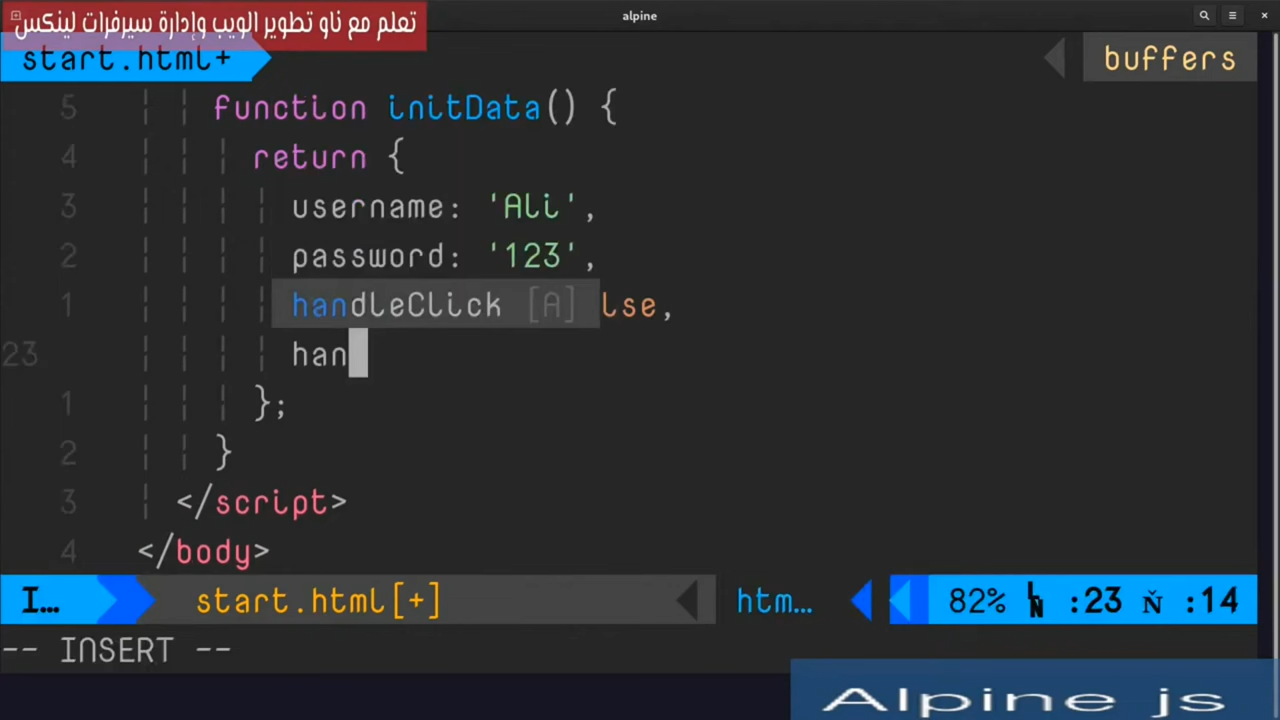 alpine
تعلم مع ناو تطوير الويب وإدارة سيرفرات لينكس
start.html+ buffers
5 function initData() {
4 return {
3 username: 'Ali',
2 password: '123',
1 handleClick [A] lse,
23 han
1 };
2 }
3 </script>
4 </body>
I… start.html[+] htm… 82% :23 :14
-- INSERT --
Alpine js